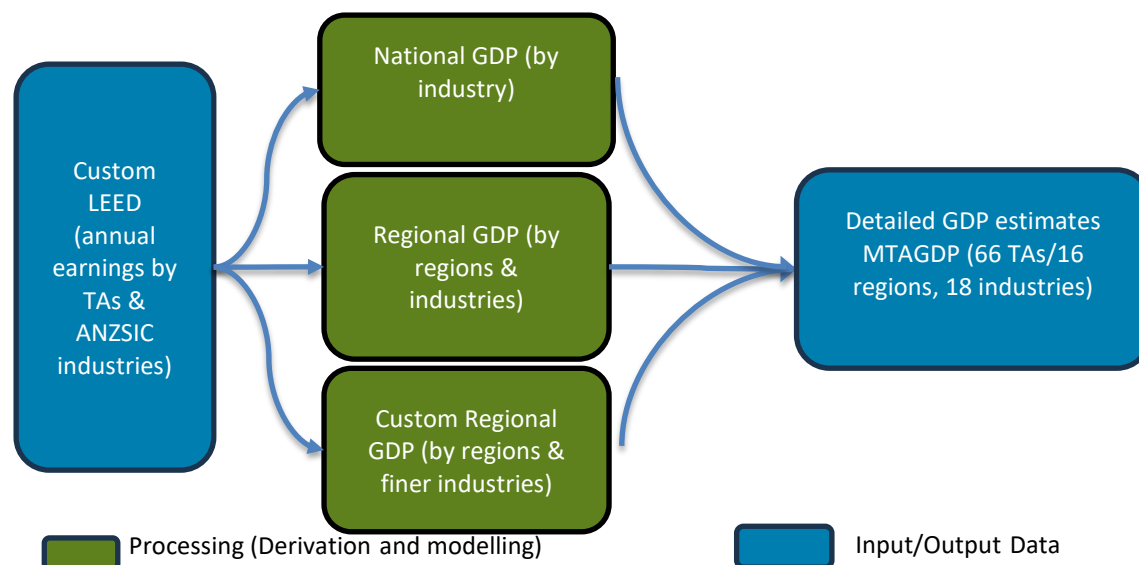 Custom
LEED
(annual
earnings by
TAs &
ANZSIC
industries)
National GDP (by
industry)
Regional GDP (by
regions &
industries)
Custom Regional
GDP (by regions &
finer industries)
Detailed GDP estimates
MTAGDP (66 TAs/16
regions, 18 industries)
Processing (Derivation and modelling)
Input/Output Data